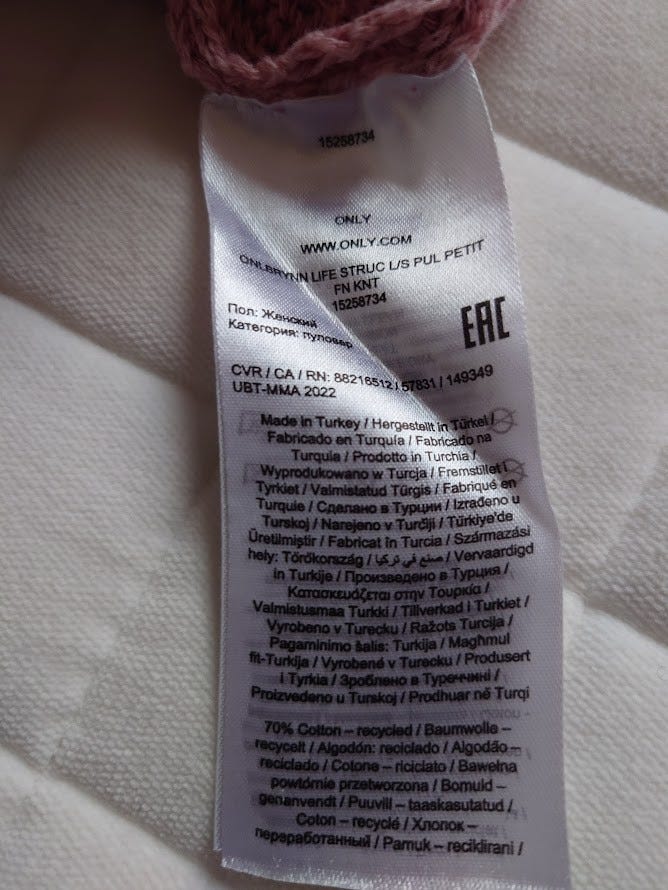 15258734
ONLY
WWW.ONLY.COM
ONLBRYNN LIFE STRUC L/S PUL PETIT
FN KNT
15258734
Пол: Женский
Категория: пуловер
EAC
CVR / CA / RN: 88216512 / 57831 / 149349
UBT-MMA 2022
Made in Turkey / Hergestellt in Türkei /
Fabricado en Turquía / Fabricado na
Turquia / Prodotto in Turchia /
Wyprodukowano w Turcja / Fremstillet i
Tyrkiet / Valmistatud Türgis / Fabriqué en
Turquie / Сделано в Турции / Izrađeno u
Turskoj / Narejeno v Turčiji / Türkiye'de
Üretilmiştir / Fabricat în Turcia / Származási
hely: Törökország / صنع في تركيا / Vervaardigd
in Turkije / Произведено в Турция /
Κατασκευάζεται στην Τουρκία /
Valmistusmaa Turkki / Tillverkad i Turkiet /
Vyrobeno v Turecku / Ražots Turcija /
Pagaminimo šalis: Turkija / Magħmul
fit-Turkija / Vyrobené v Turecku / Produsert
i Tyrkia / Зроблено в Туреччині /
Proizvedeno u Turskoj / Prodhuar në Turqi
70% Cotton – recycled / Baumwolle –
recycelt / Algodón: reciclado / Algodão –
reciclado / Cotone – riciclato / Bawełna
powtórnie przetworzona / Bomuld –
genanvendt / Puuvill – taaskasutatud /
Coton – recyclé / Хлопок –
переработанный / Pamuk – reciklirani /